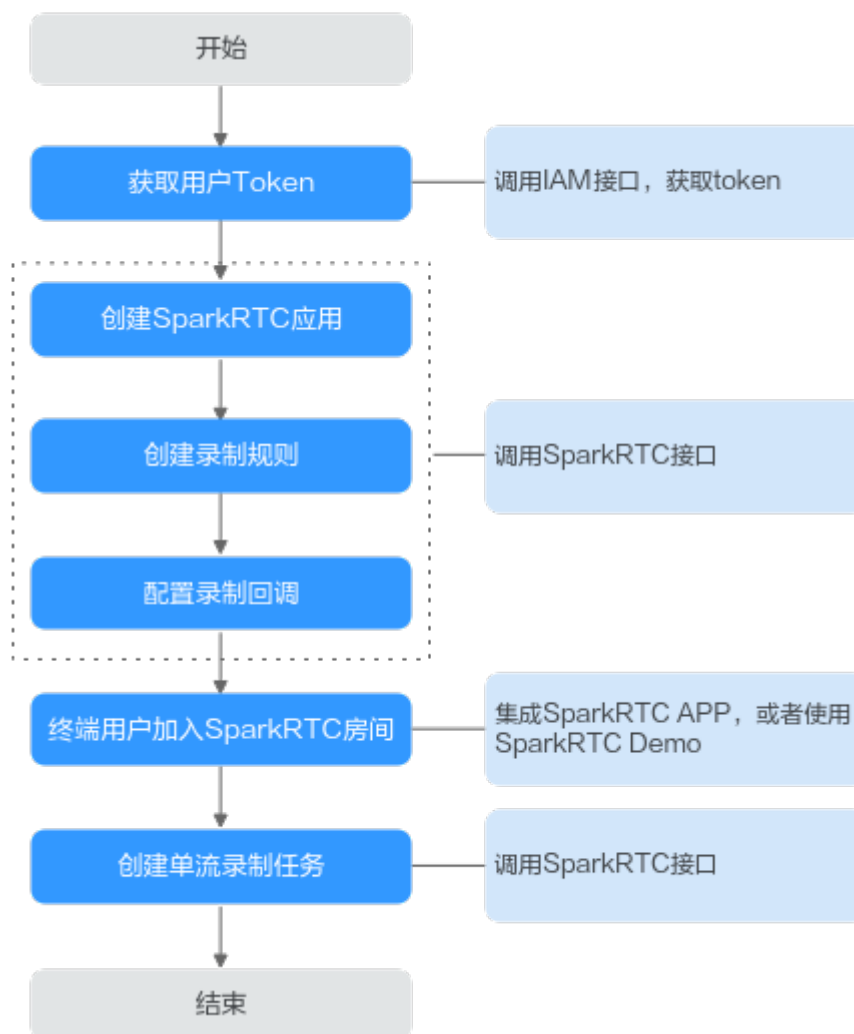 开始
获取用户Token
调用IAM接口，获取token
创建SparkRTC应用
创建录制规则
调用SparkRTC接口
配置录制回调
终端用户加入SparkRTC房间
集成SparkRTC APP，或者使用
SparkRTC Demo
创建单流录制任务
调用SparkRTC接口
结束